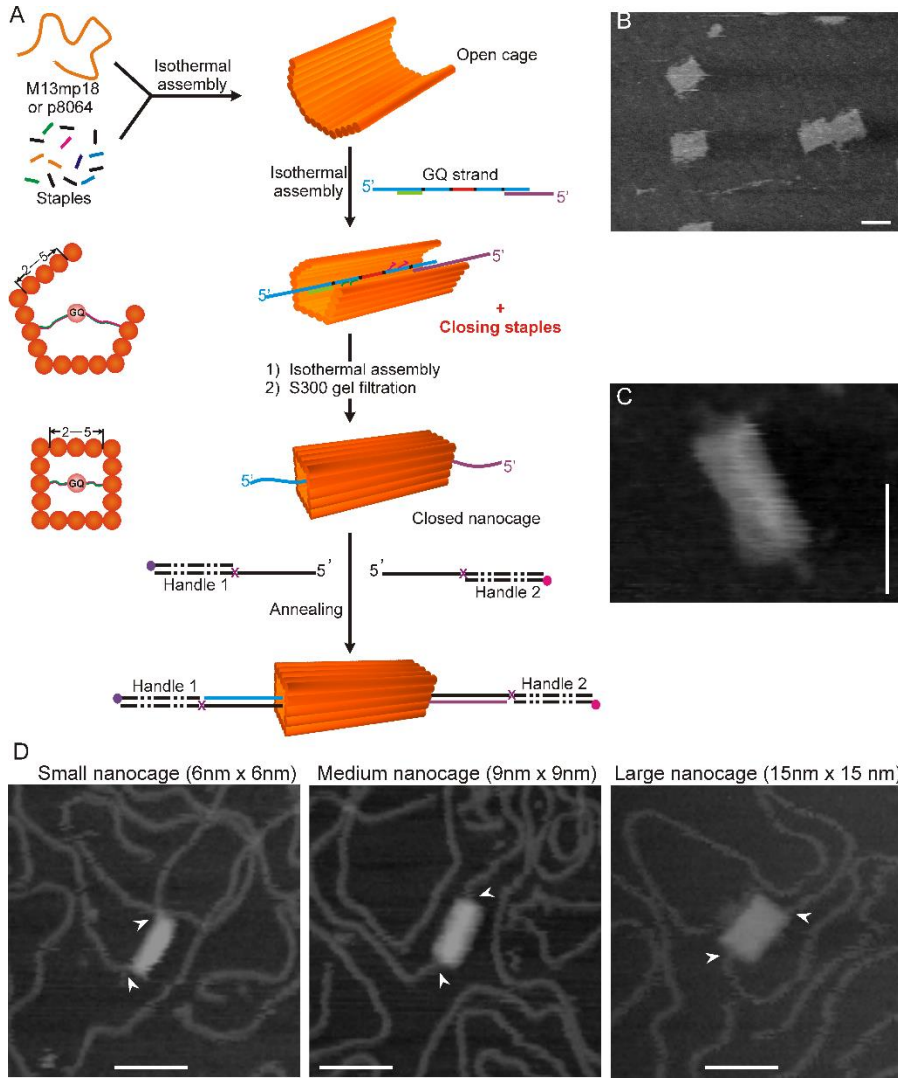 A
M13mp18
or p8064
Staples
Isothermal
assembly
Open cage
Isothermal
assembly
5'
GQ strand
5'
2—5
GQ
5'
5'
+
Closing staples
1) Isothermal assembly
2) S300 gel filtration
2—5
GQ
5'
5'
Closed nanocage
x
5'
Handle 1
5'
x
Handle 2
Annealing
Handle 1
x
Handle 2
x
B
C
D
Small nanocage (6nm x 6nm)
Medium nanocage (9nm x 9nm)
Large nanocage (15nm x 15 nm)